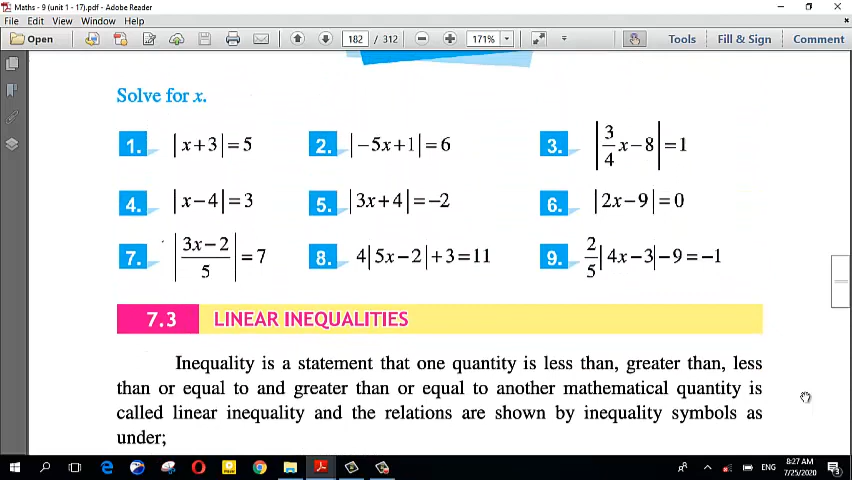 Maths - 9 (unit 1 - 17).pdf - Adobe Reader
File Edit View Window Help
Open 182 / 312 171% Tools Fill & Sign Comment
Solve for x.
1. |x+3|=5 2. |−5x+1|=6 3. |3/4 x−8|=1
4. |x−4|=3 5. |3x+4|=−2 6. |2x−9|=0
7. |(3x−2)/5|=7 8. 4|5x−2|+3=11 9. 2/5|4x−3|−9=−1
7.3 LINEAR INEQUALITIES
Inequality is a statement that one quantity is less than, greater than, less
than or equal to and greater than or equal to another mathematical quantity is
called linear inequality and the relations are shown by inequality symbols as
under;
ENG 8:27 AM
7/25/2020 3